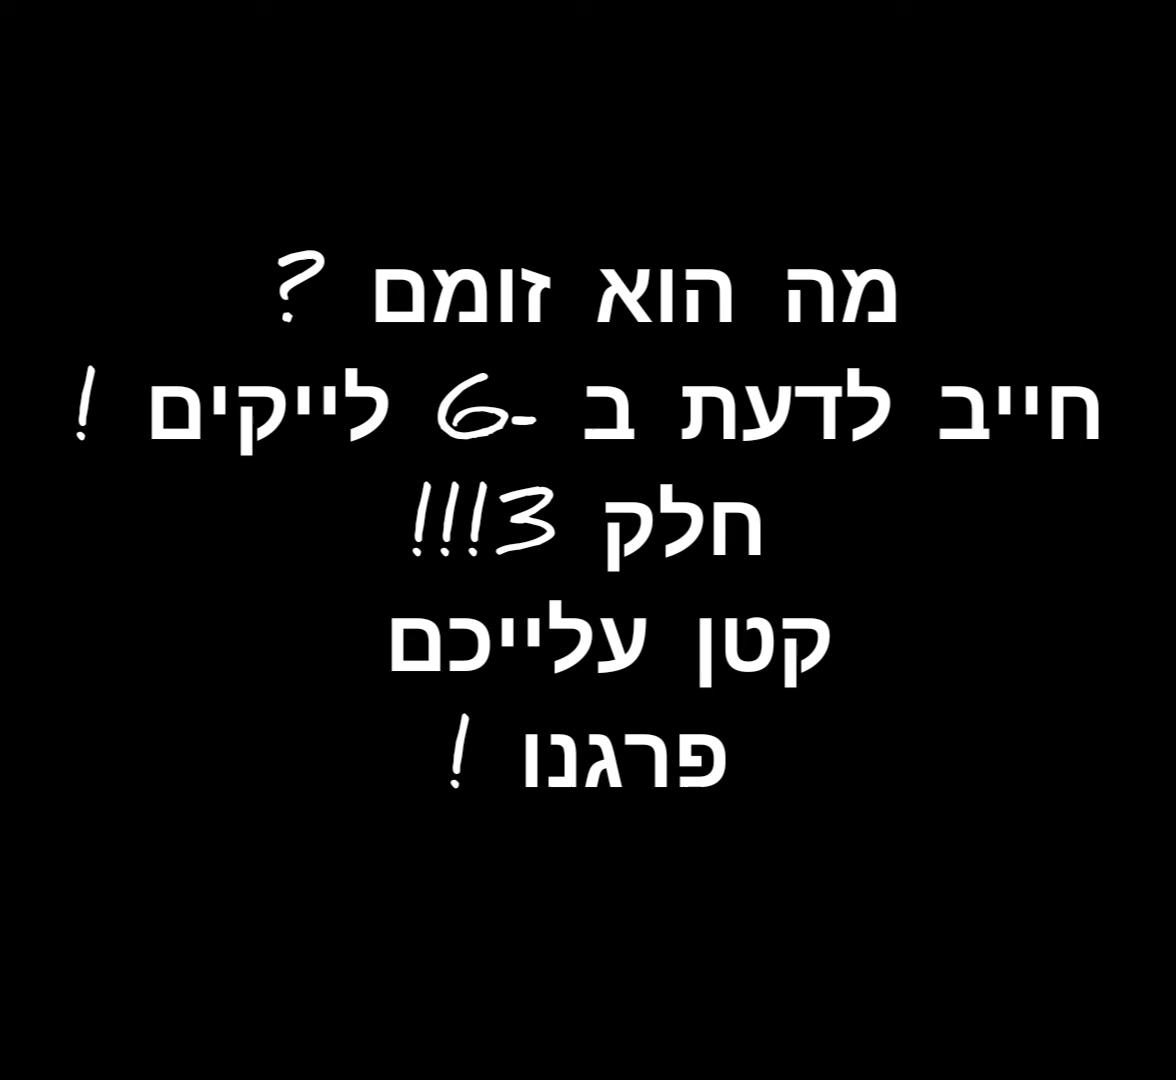 מה הוא זומם ?
חייב לדעת ב -6 לייקים !
חלק 3!!!
קטן עלייכם
פרגנו !